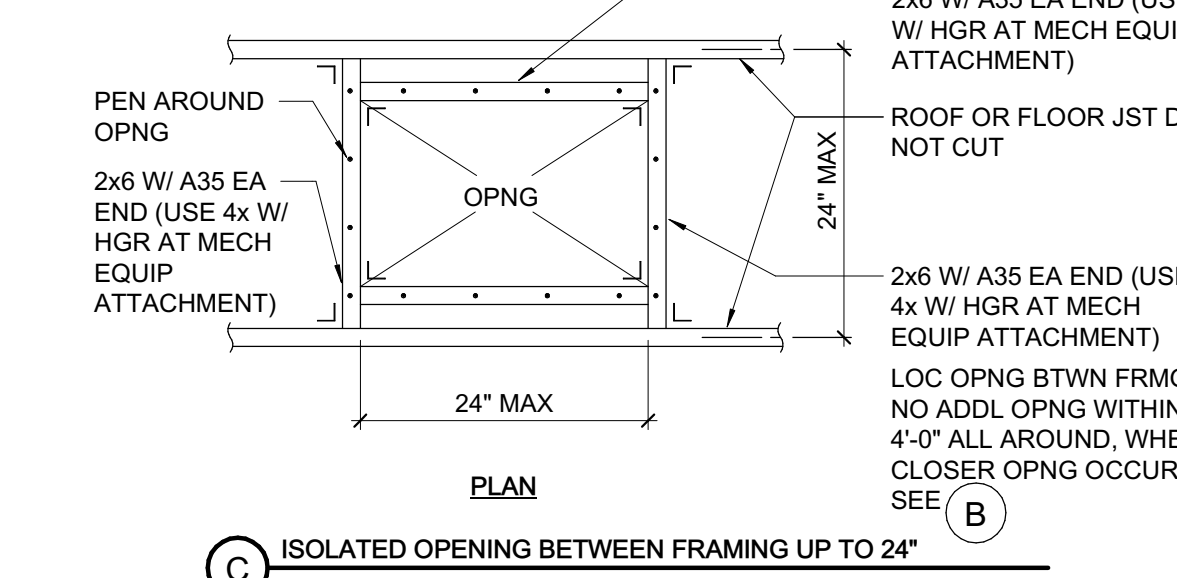 2x6 W/ A35 EA END (US
W/ HGR AT MECH EQUI
ATTACHMENT)
PEN AROUND
OPNG
ROOF OR FLOOR JST D
NOT CUT
2x6 W/ A35 EA
END (USE 4x W/
HGR AT MECH
EQUIP
ATTACHMENT)
OPNG
24" MAX
2x6 W/ A35 EA END (USE
4x W/ HGR AT MECH
EQUIP ATTACHMENT)
LOC OPNG BTWN FRMG
NO ADDL OPNG WITHIN
4'-0" ALL AROUND, WHE
CLOSER OPNG OCCUR
SEE B
24" MAX
PLAN
C ISOLATED OPENING BETWEEN FRAMING UP TO 24"